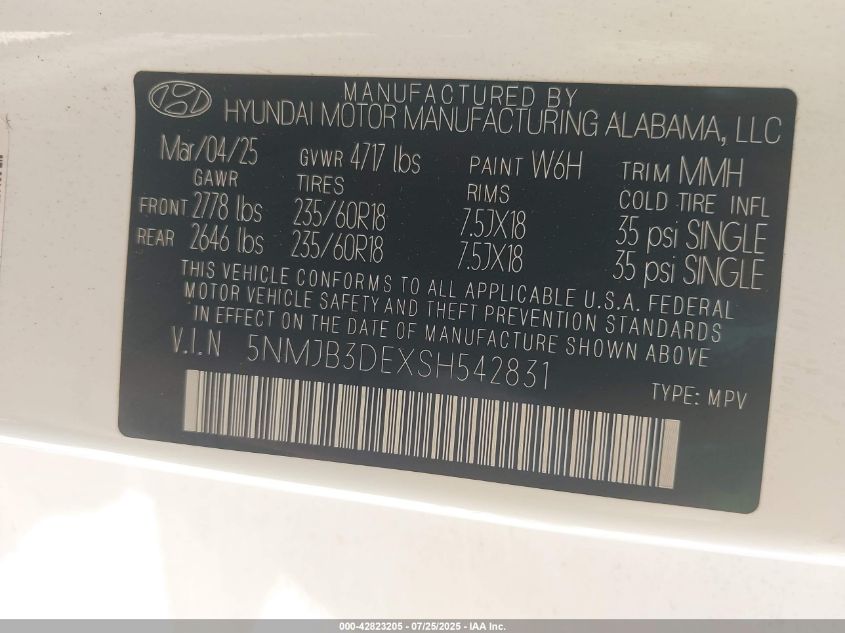 MANUFACTURED BY
HYUNDAI MOTOR MANUFACTURING ALABAMA, LLC
Mar/04/25 GVWR 4717 lbs PAINT W6H TRIM MMH
GAWR TIRES RIMS COLD TIRE INFL
FRONT 2778 lbs 235/60R18 7.5JX18 35 psi SINGLE
REAR 2646 lbs 235/60R18 7.5JX18 35 psi SINGLE
THIS VEHICLE CONFORMS TO ALL APPLICABLE U.S.A. FEDERAL
MOTOR VEHICLE SAFETY AND THEFT PREVENTION STANDARDS
IN EFFECT ON THE DATE OF MANUFACTURE SHOWN ABOVE
V.I.N 5NMJB3DEXSH542831
TYPE: MPV
000-42823205 - 07/25/2025 - IAA Inc.